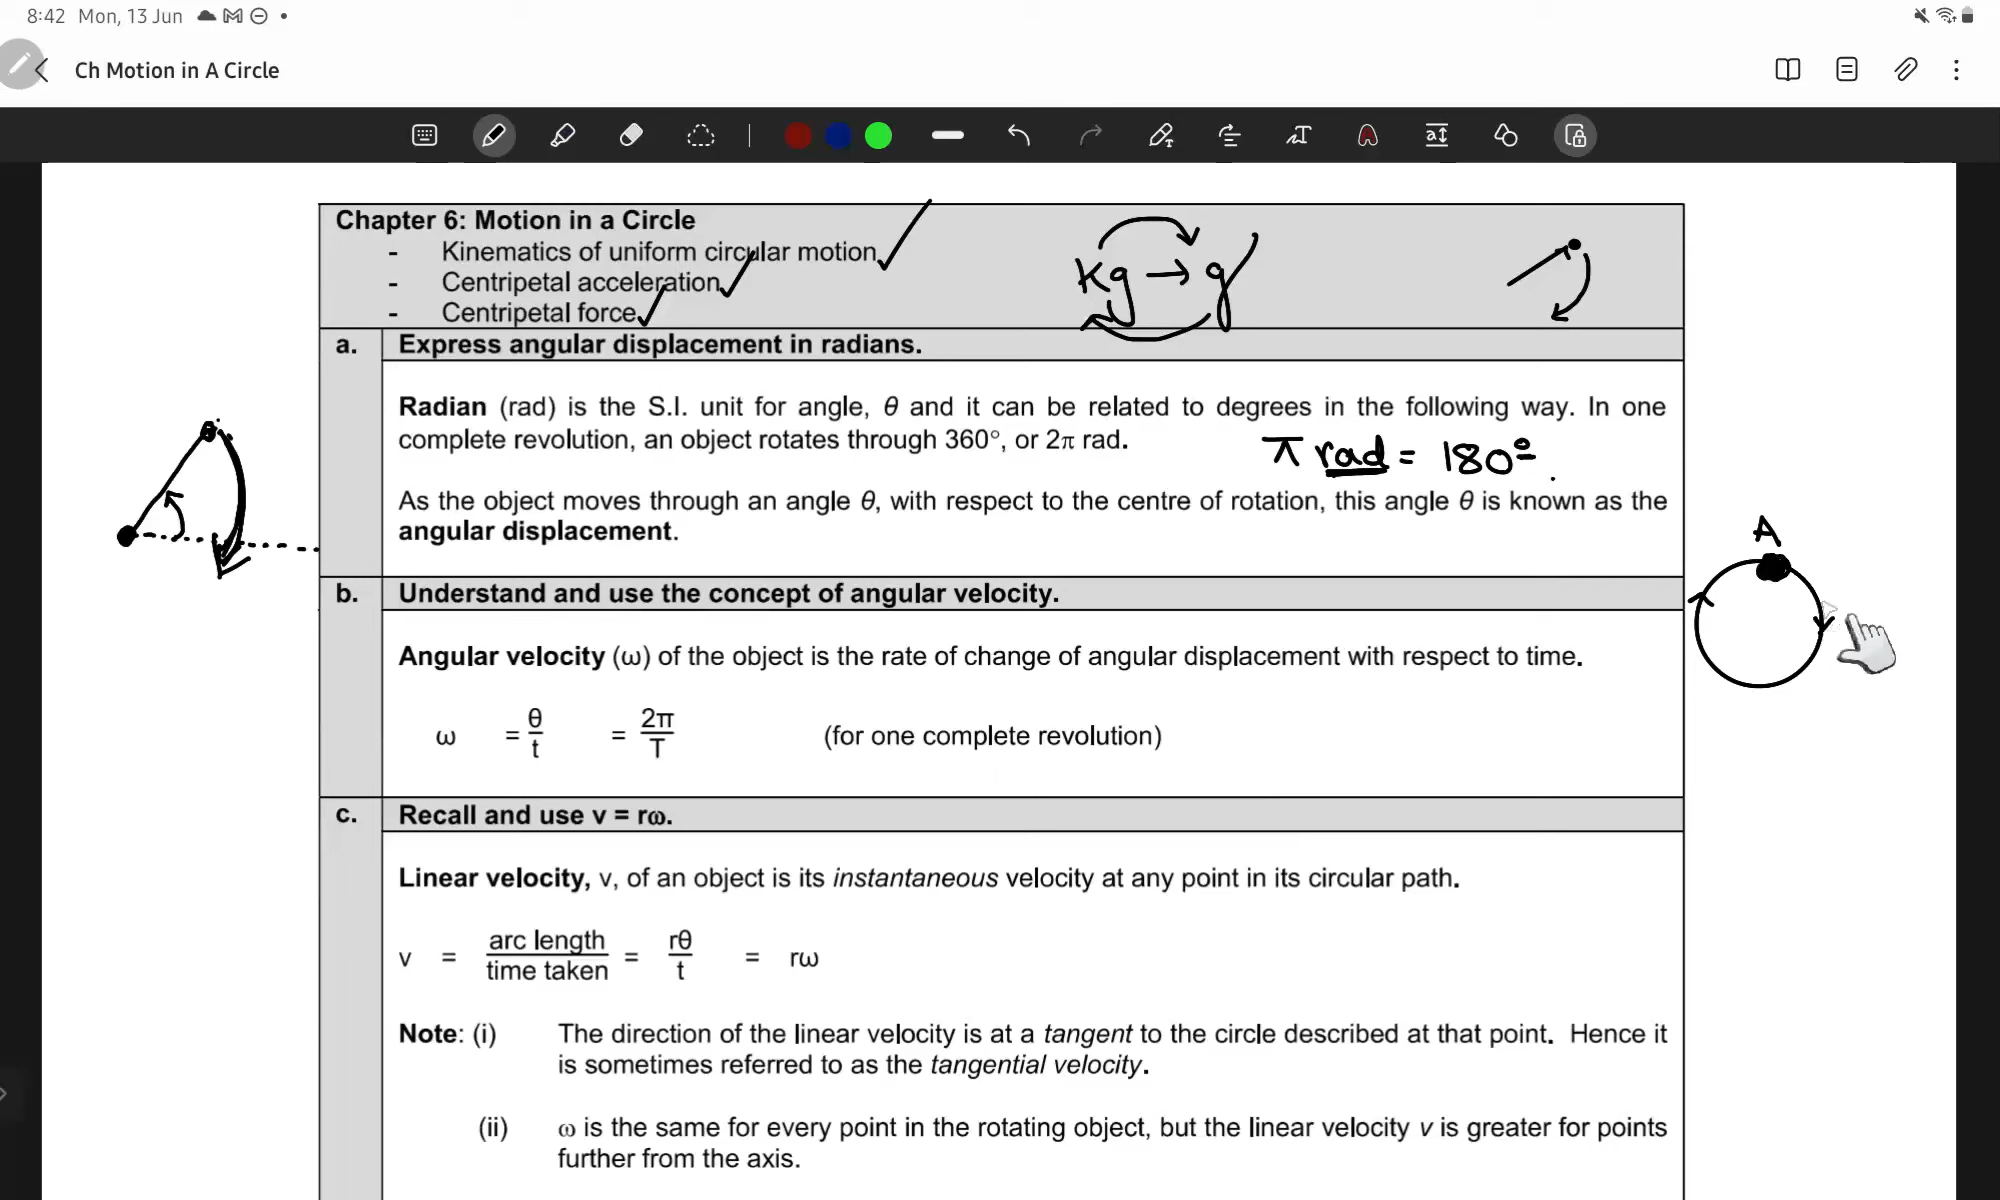 8:42 Mon, 13 Jun
Ch Motion in A Circle
Chapter 6: Motion in a Circle
- Kinematics of uniform circular motion
- Centripetal acceleration
- Centripetal force
kg → g
a. Express angular displacement in radians.
Radian (rad) is the S.I. unit for angle, θ and it can be related to degrees in the following way. In one
complete revolution, an object rotates through 360°, or 2π rad.
π rad = 180°
As the object moves through an angle θ, with respect to the centre of rotation, this angle θ is known as the
angular displacement.
A
b. Understand and use the concept of angular velocity.
Angular velocity (ω) of the object is the rate of change of angular displacement with respect to time.
ω = θ/t = 2π/T (for one complete revolution)
c. Recall and use v = rω.
Linear velocity, v, of an object is its instantaneous velocity at any point in its circular path.
v = arc length/time taken = rθ/t = rω
Note: (i) The direction of the linear velocity is at a tangent to the circle described at that point. Hence it
is sometimes referred to as the tangential velocity.
(ii) ω is the same for every point in the rotating object, but the linear velocity v is greater for points
further from the axis.